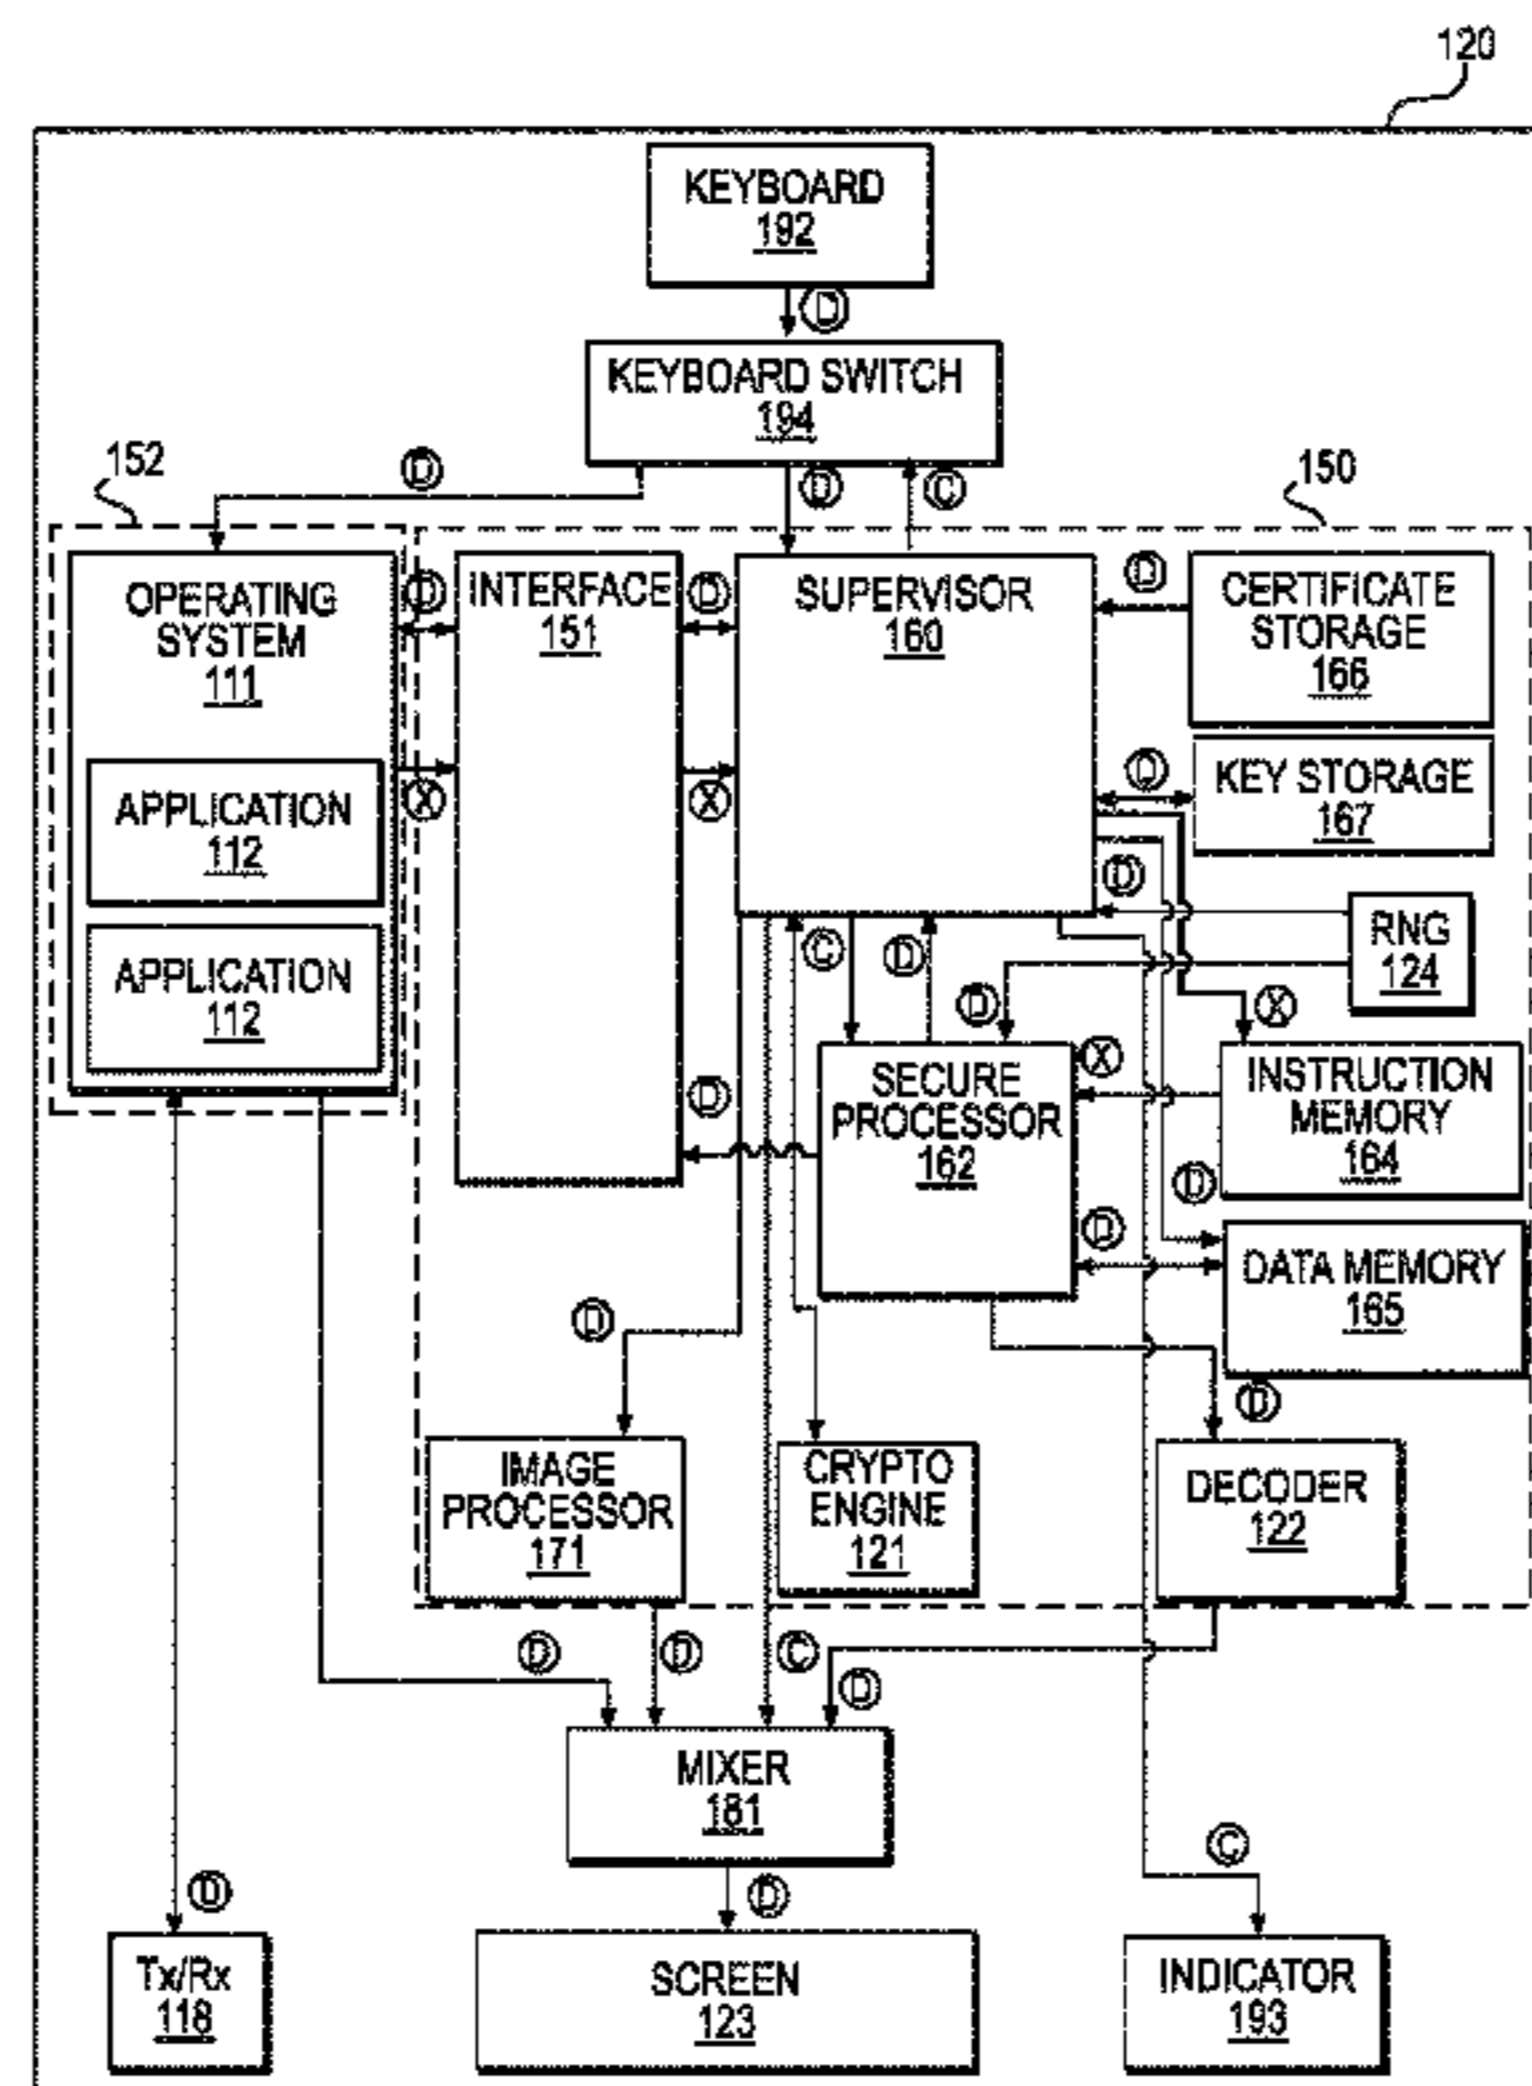 120
KEYBOARD
192
D
KEYBOARD SWITCH
194
152
D
D
C
150
OPERATING
SYSTEM
111
D
INTERFACE
151
D
SUPERVISOR
160
D
CERTIFICATE
STORAGE
166
APPLICATION
112
X
X
D
KEY STORAGE
167
D
APPLICATION
112
C
D
RNG
124
D
X
D
SECURE
PROCESSOR
162
X
INSTRUCTION
MEMORY
164
D
D
DATA MEMORY
165
D
D
IMAGE
PROCESSOR
171
CRYPTO
ENGINE
121
DECODER
122
D
D
C
D
MIXER
181
C
D
D
Tx/Rx
118
SCREEN
123
INDICATOR
193